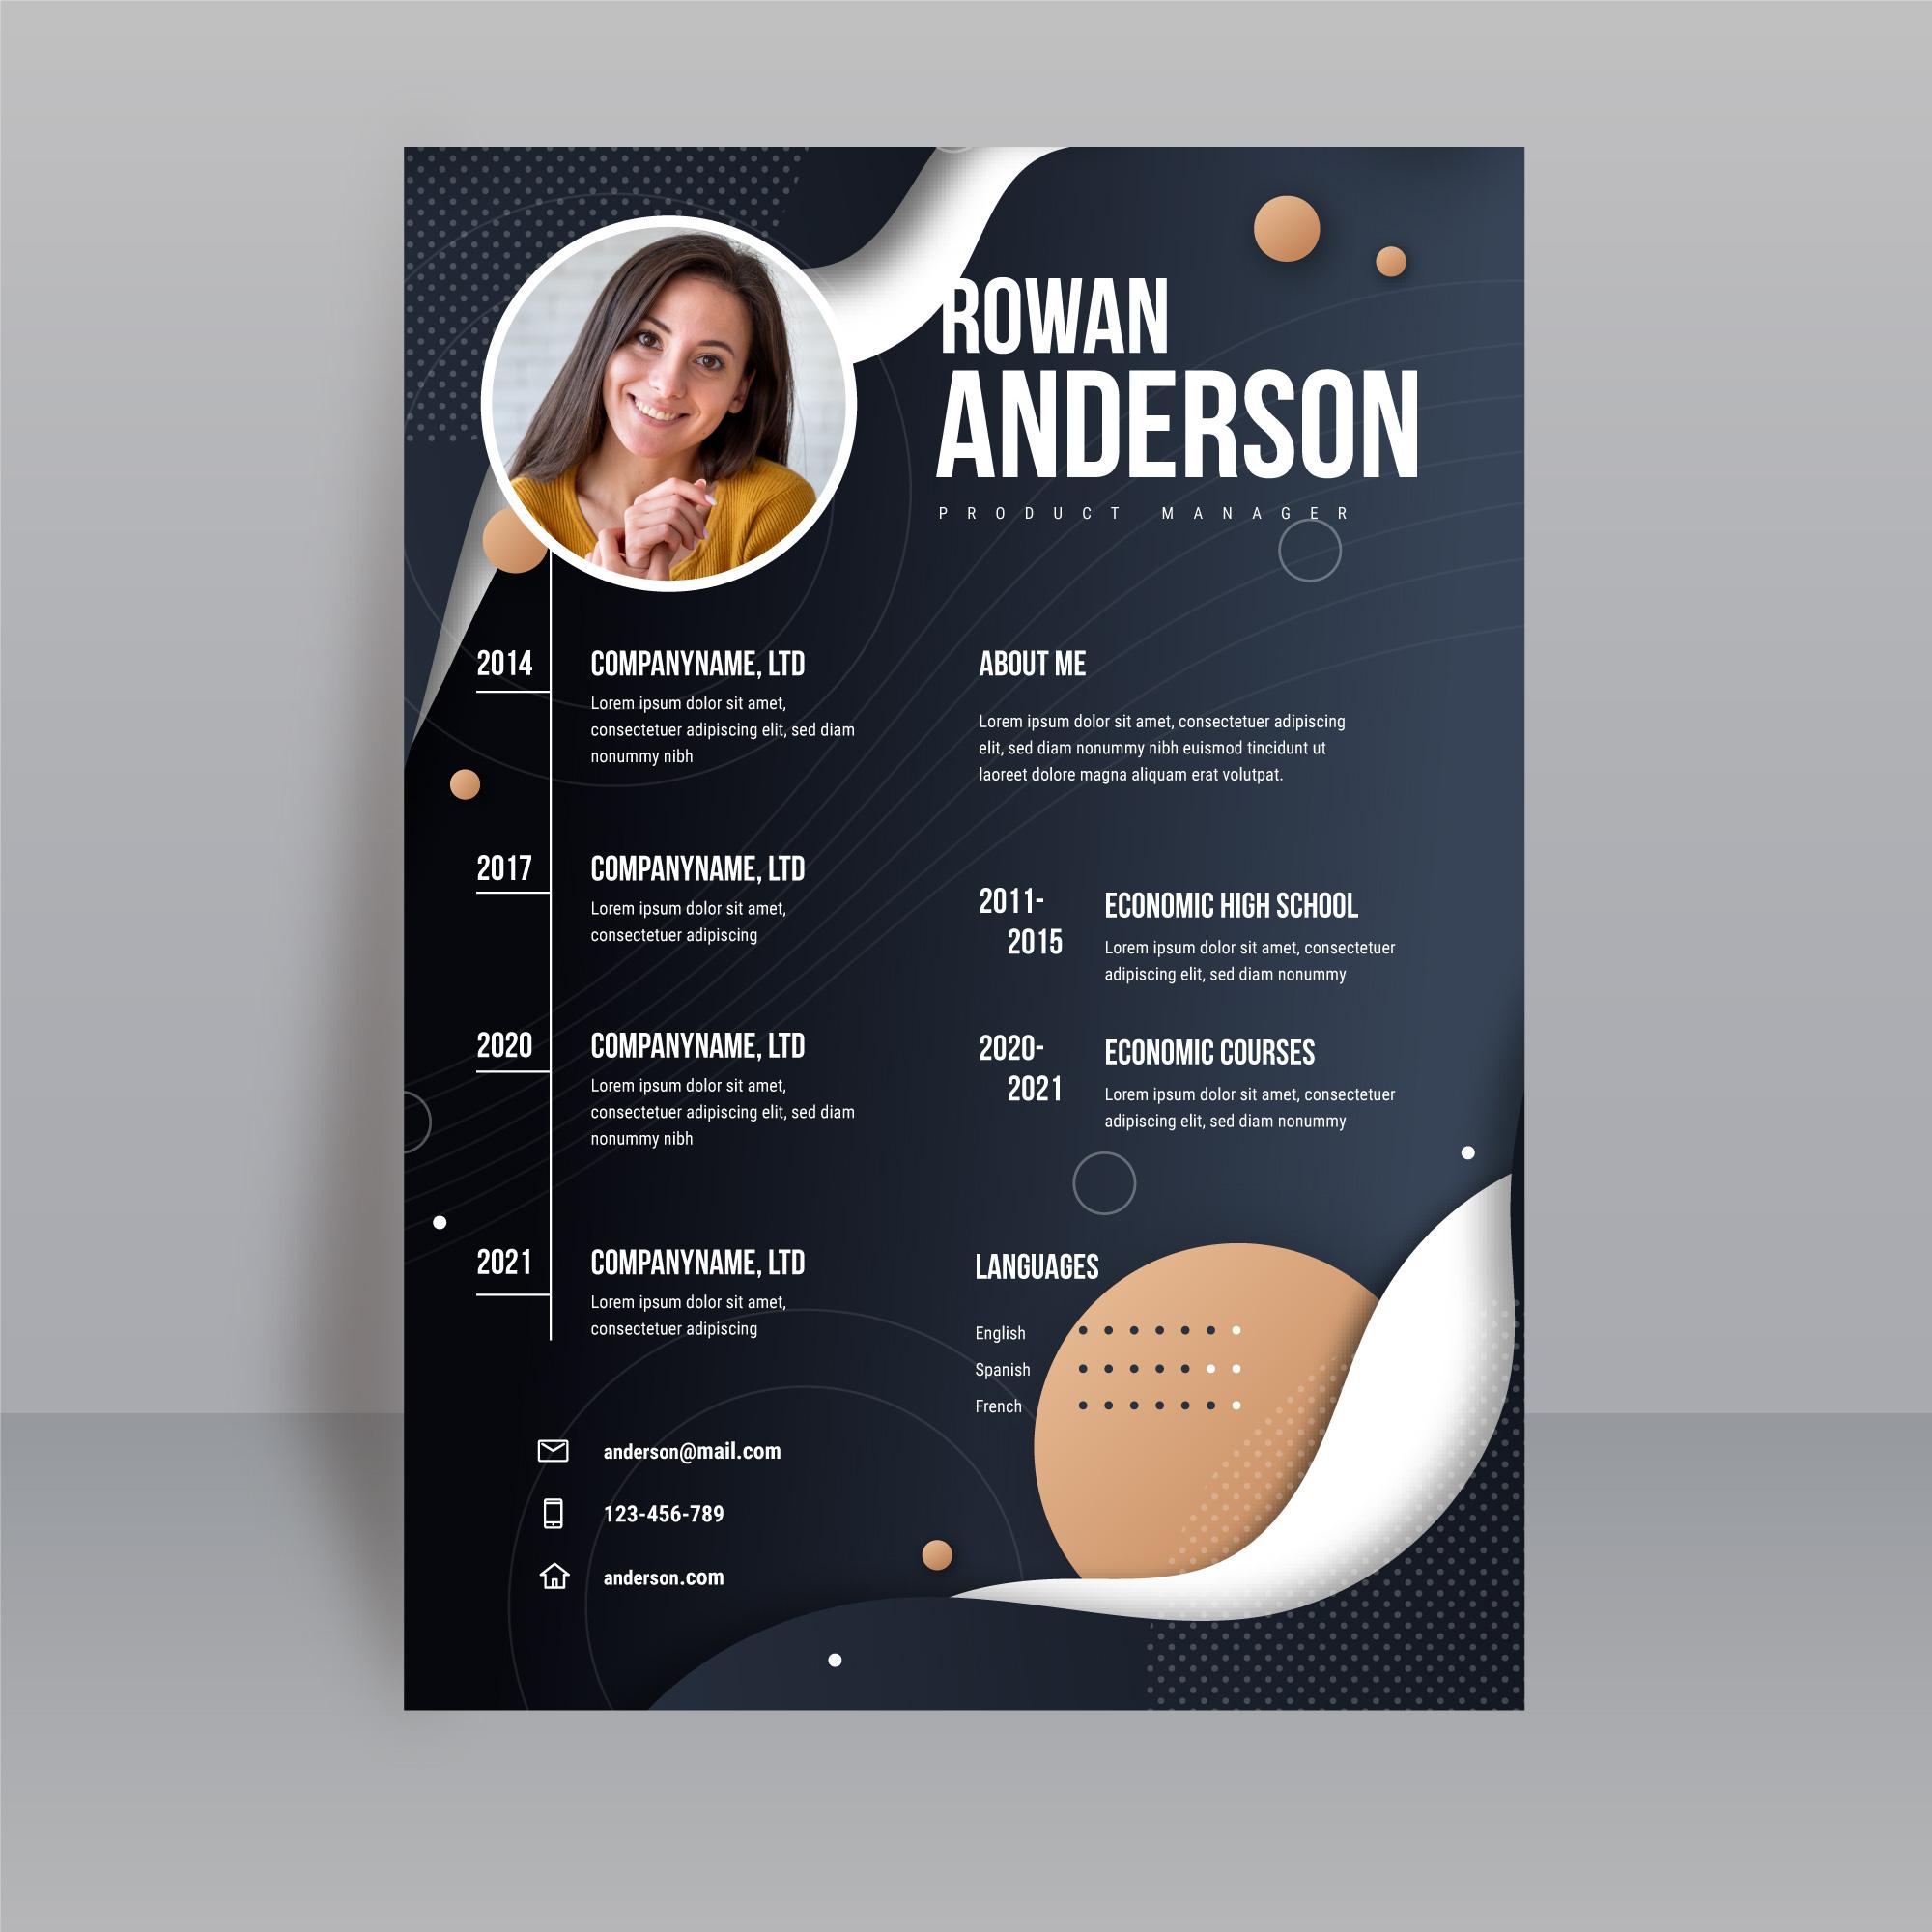 ROWAN
ANDERSON
PRODUCT MANAGER
2014
COMPANYNAME, LTD
Lorem ipsum dolor sit amet,
consectetuer adipiscing elit, sed diam
nonummy nibh
2017
COMPANYNAME, LTD
Lorem ipsum dolor sit amet,
consectetuer adipiscing
2020
COMPANYNAME, LTD
Lorem ipsum dolor sit amet,
consectetuer adipiscing elit, sed diam
nonummy nibh
2021
COMPANYNAME, LTD
Lorem ipsum dolor sit amet,
consectetuer adipiscing
anderson@mail.com
123-456-789
anderson.com
ABOUT ME
Lorem ipsum dolor sit amet, consectetuer adipiscing
elit, sed diam nonummy nibh euismod tincidunt ut
laoreet dolore magna aliquam erat volutpat.
2011-
2015
ECONOMIC HIGH SCHOOL
Lorem ipsum dolor sit amet, consectetuer
adipiscing elit, sed diam nonummy
2020-
2021
ECONOMIC COURSES
Lorem ipsum dolor sit amet, consectetuer
adipiscing elit, sed diam nonummy
LANGUAGES
English
Spanish
French